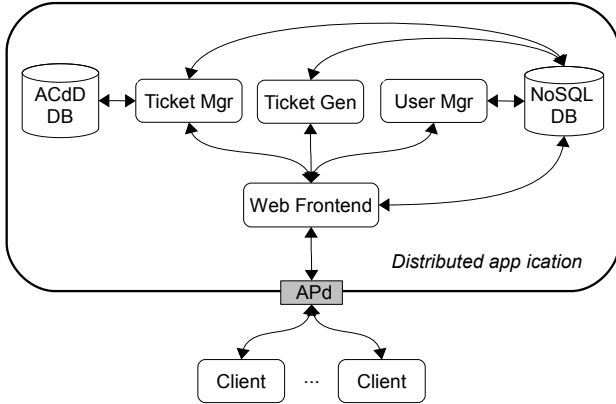 ACdD
DB
Ticket Mgr
Ticket Gen
User Mgr
NoSQL
DB
Web Frontend
Distributed app ication
APd
Client
...
Client